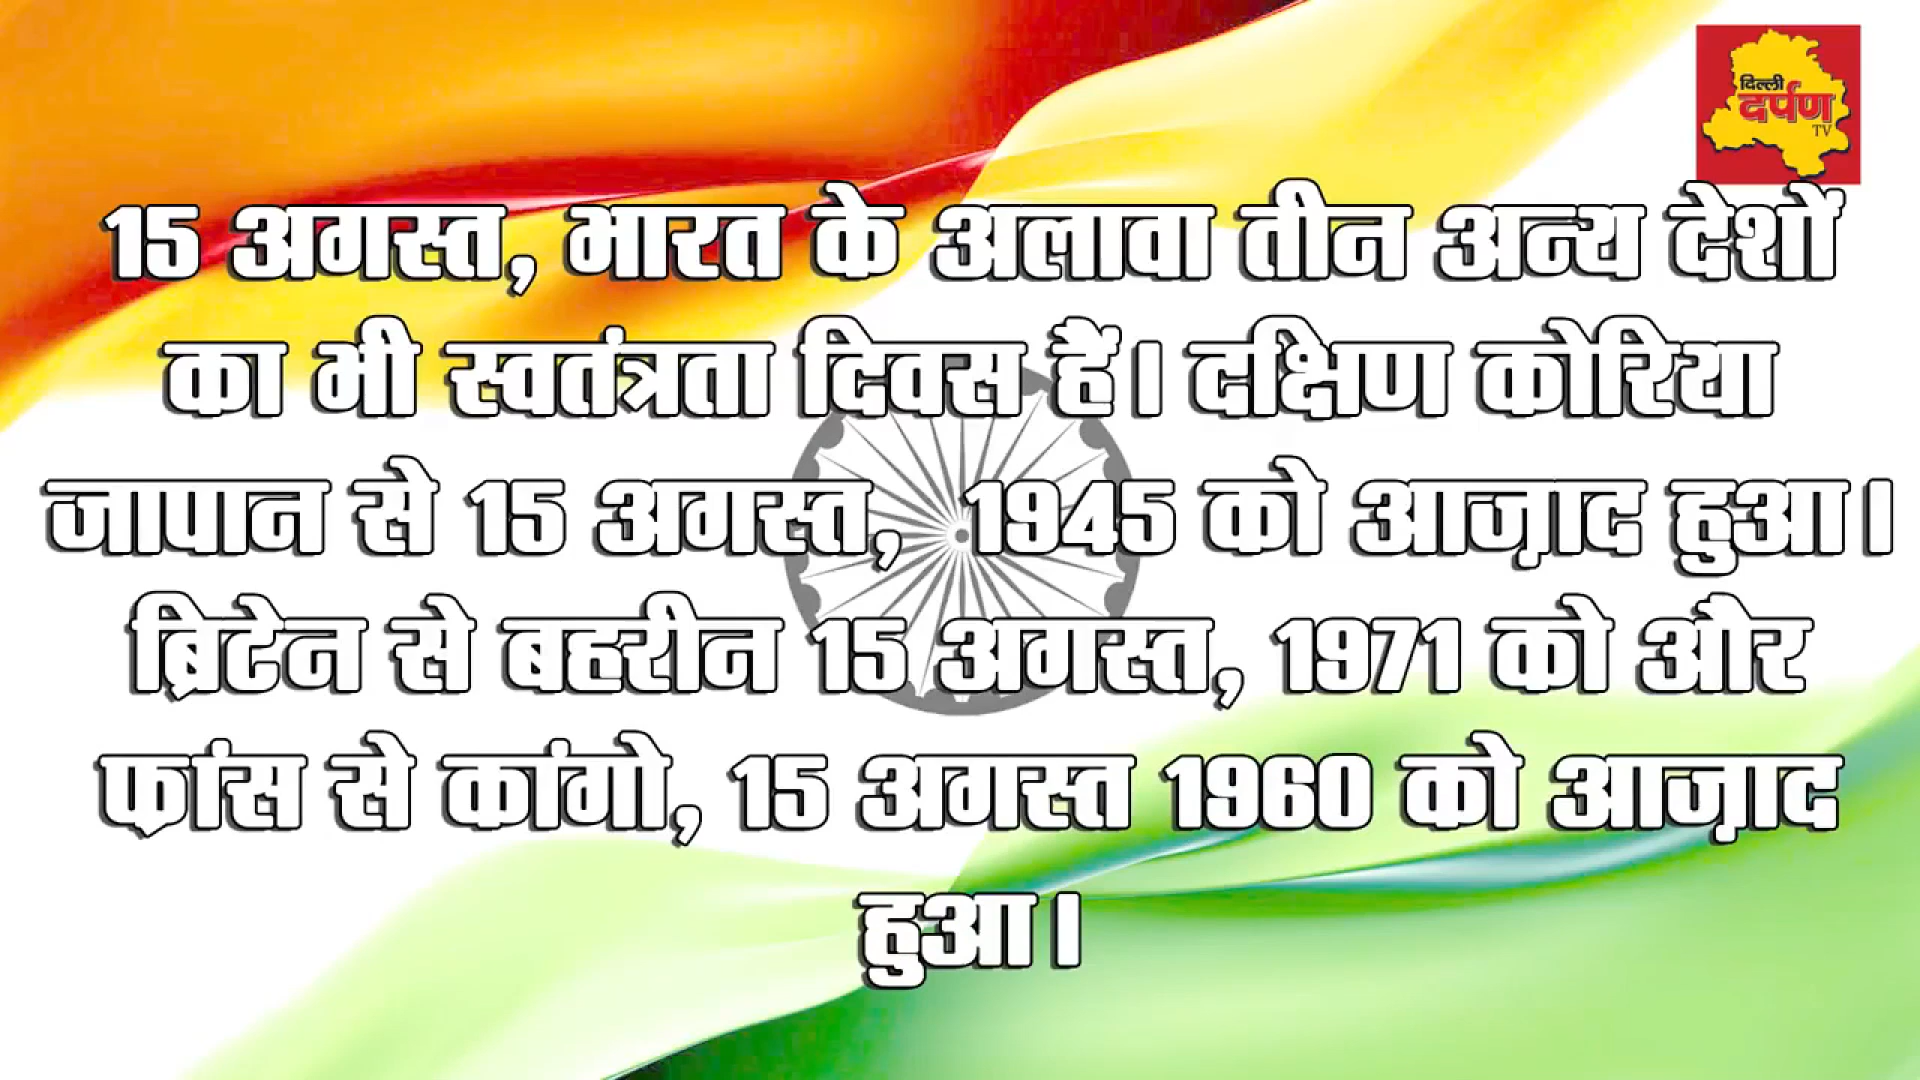 दिल्ली
दर्पण
TV
15 अगस्त, भारत के अलावा तीन अन्य देशों
का भी स्वतंत्रता दिवस हैं। दक्षिण कोरिया
जापान से 15 अगस्त, 1945 को आज़ाद हुआ।
ब्रिटेन से बहरीन 15 अगस्त, 1971 को और
फ्रांस से कांगो, 15 अगस्त 1960 को आज़ाद
हुआ।